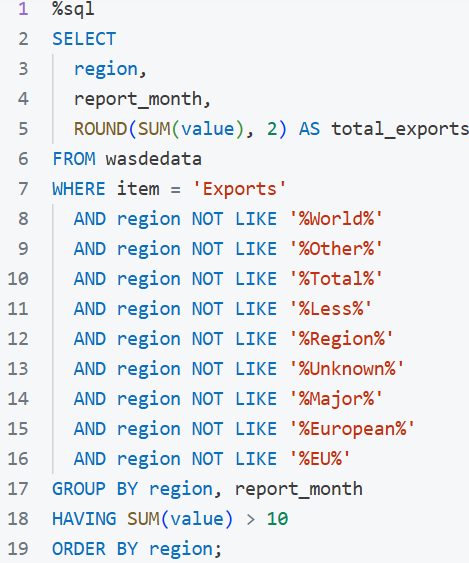 1 %sql
2 SELECT
3 region,
4 report_month,
5 ROUND(SUM(value), 2) AS total_exports
6 FROM wasdedata
7 WHERE item = 'Exports'
8 AND region NOT LIKE '%World%'
9 AND region NOT LIKE '%Other%'
10 AND region NOT LIKE '%Total%'
11 AND region NOT LIKE '%Less%'
12 AND region NOT LIKE '%Region%'
13 AND region NOT LIKE '%Unknown%'
14 AND region NOT LIKE '%Major%'
15 AND region NOT LIKE '%European%'
16 AND region NOT LIKE '%EU%'
17 GROUP BY region, report_month
18 HAVING SUM(value) > 10
19 ORDER BY region;